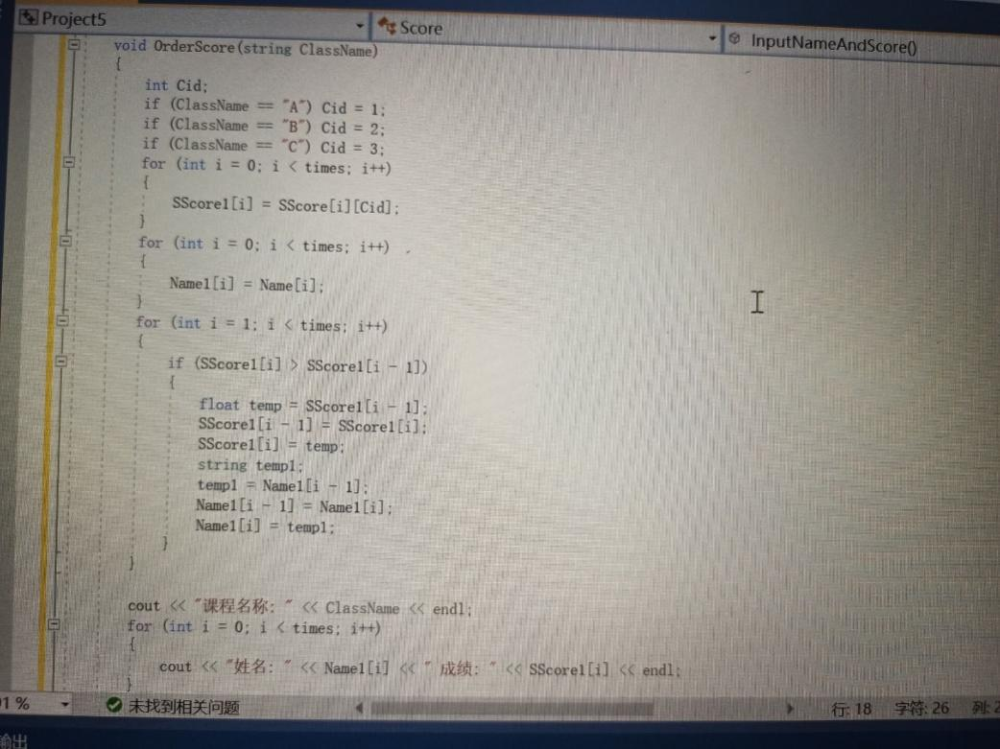 Project5
Score
InputNameAndScore()
void OrderScore(string ClassName)
{
int Cid;
if (ClassName == "A") Cid = 1;
if (ClassName == "B") Cid = 2;
if (ClassName == "C") Cid = 3;
for (int i = 0; i < times; i++)
{
SScore1[i] = SScore[i][Cid];
}
for (int i = 0; i < times; i++)
{
Name1[i] = Name[i];
}
for (int i = 1; i < times; i++)
{
if (SScore1[i] > SScore1[i - 1])
{
float temp = SScore1[i - 1];
SScore1[i - 1] = SScore1[i];
SScore1[i] = temp;
string temp1;
temp1 = Name1[i - 1];
Name1[i - 1] = Name1[i];
Name1[i] = temp1;
}
}
cout << "课程名称: " << ClassName << endl;
for (int i = 0; i < times; i++)
{
cout << "姓名: " << Name1[i] << " 成绩: " << SScore1[i] << endl;
}
1 % 未找到相关问题 行: 18 字符: 26 列:
输出